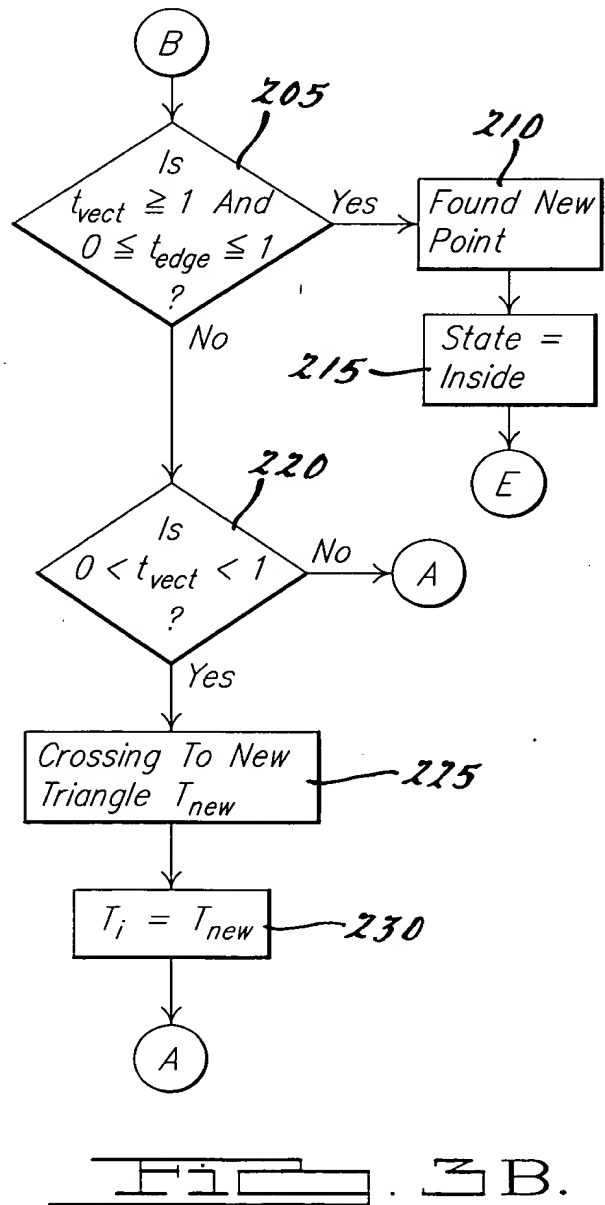 B
205
Is
t_vect ≧ 1 And
0 ≦ t_edge ≦ 1
?
Yes
No
210
Found New
Point
215
State =
Inside
E
220
Is
0 < t_vect < 1
?
No
A
Yes
Crossing To New
Triangle T_new
225
T_i = T_new
230
A
FIG. 3B.